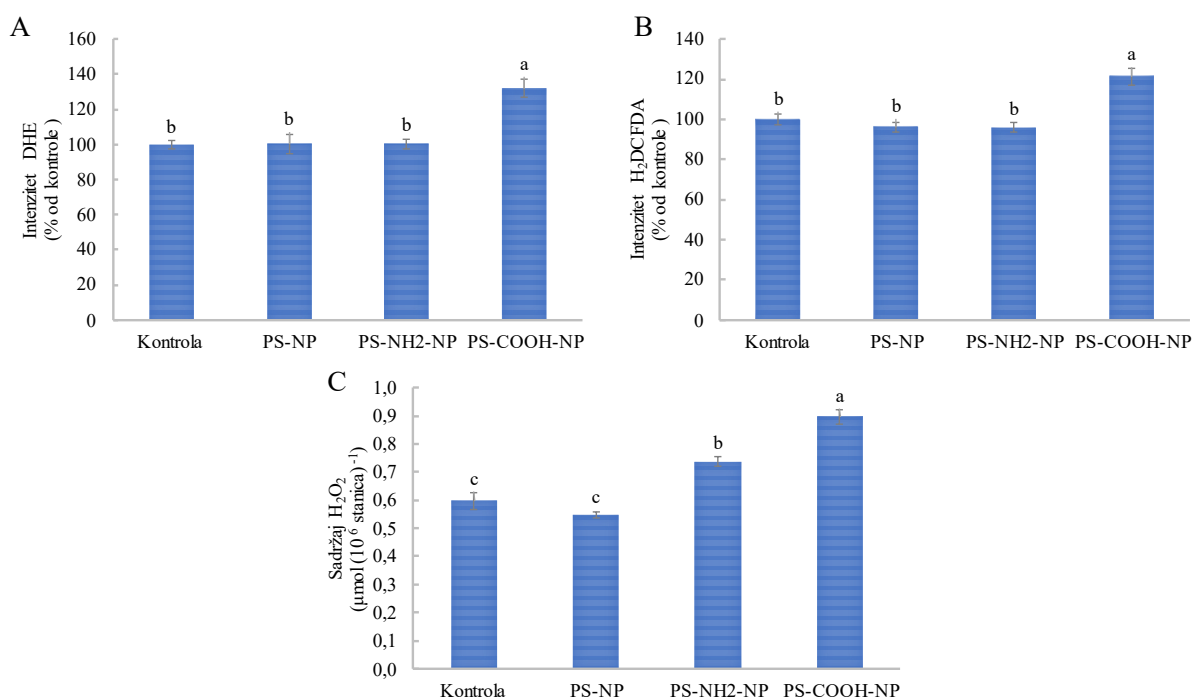 A
Intenzitet DHE
(% od kontrole)
160
140
120
100
80
60
40
20
0
b
b
b
a
Kontrola
PS-NP
PS-NH2-NP
PS-COOH-NP
B
Intenzitet H₂DCFDA
(% od kontrole )
140
120
100
80
60
40
20
0
b
b
b
a
Kontrola
PS-NP
PS-NH2-NP
PS-COOH-NP
C
Sadržaj H₂O₂
(µmol (10⁻⁶ stanica)⁻¹)
1,0
0,9
0,8
0,7
0,6
0,5
0,4
0,3
0,2
0,1
0,0
c
c
b
a
Kontrola
PS-NP
PS-NH2-NP
PS-COOH-NP